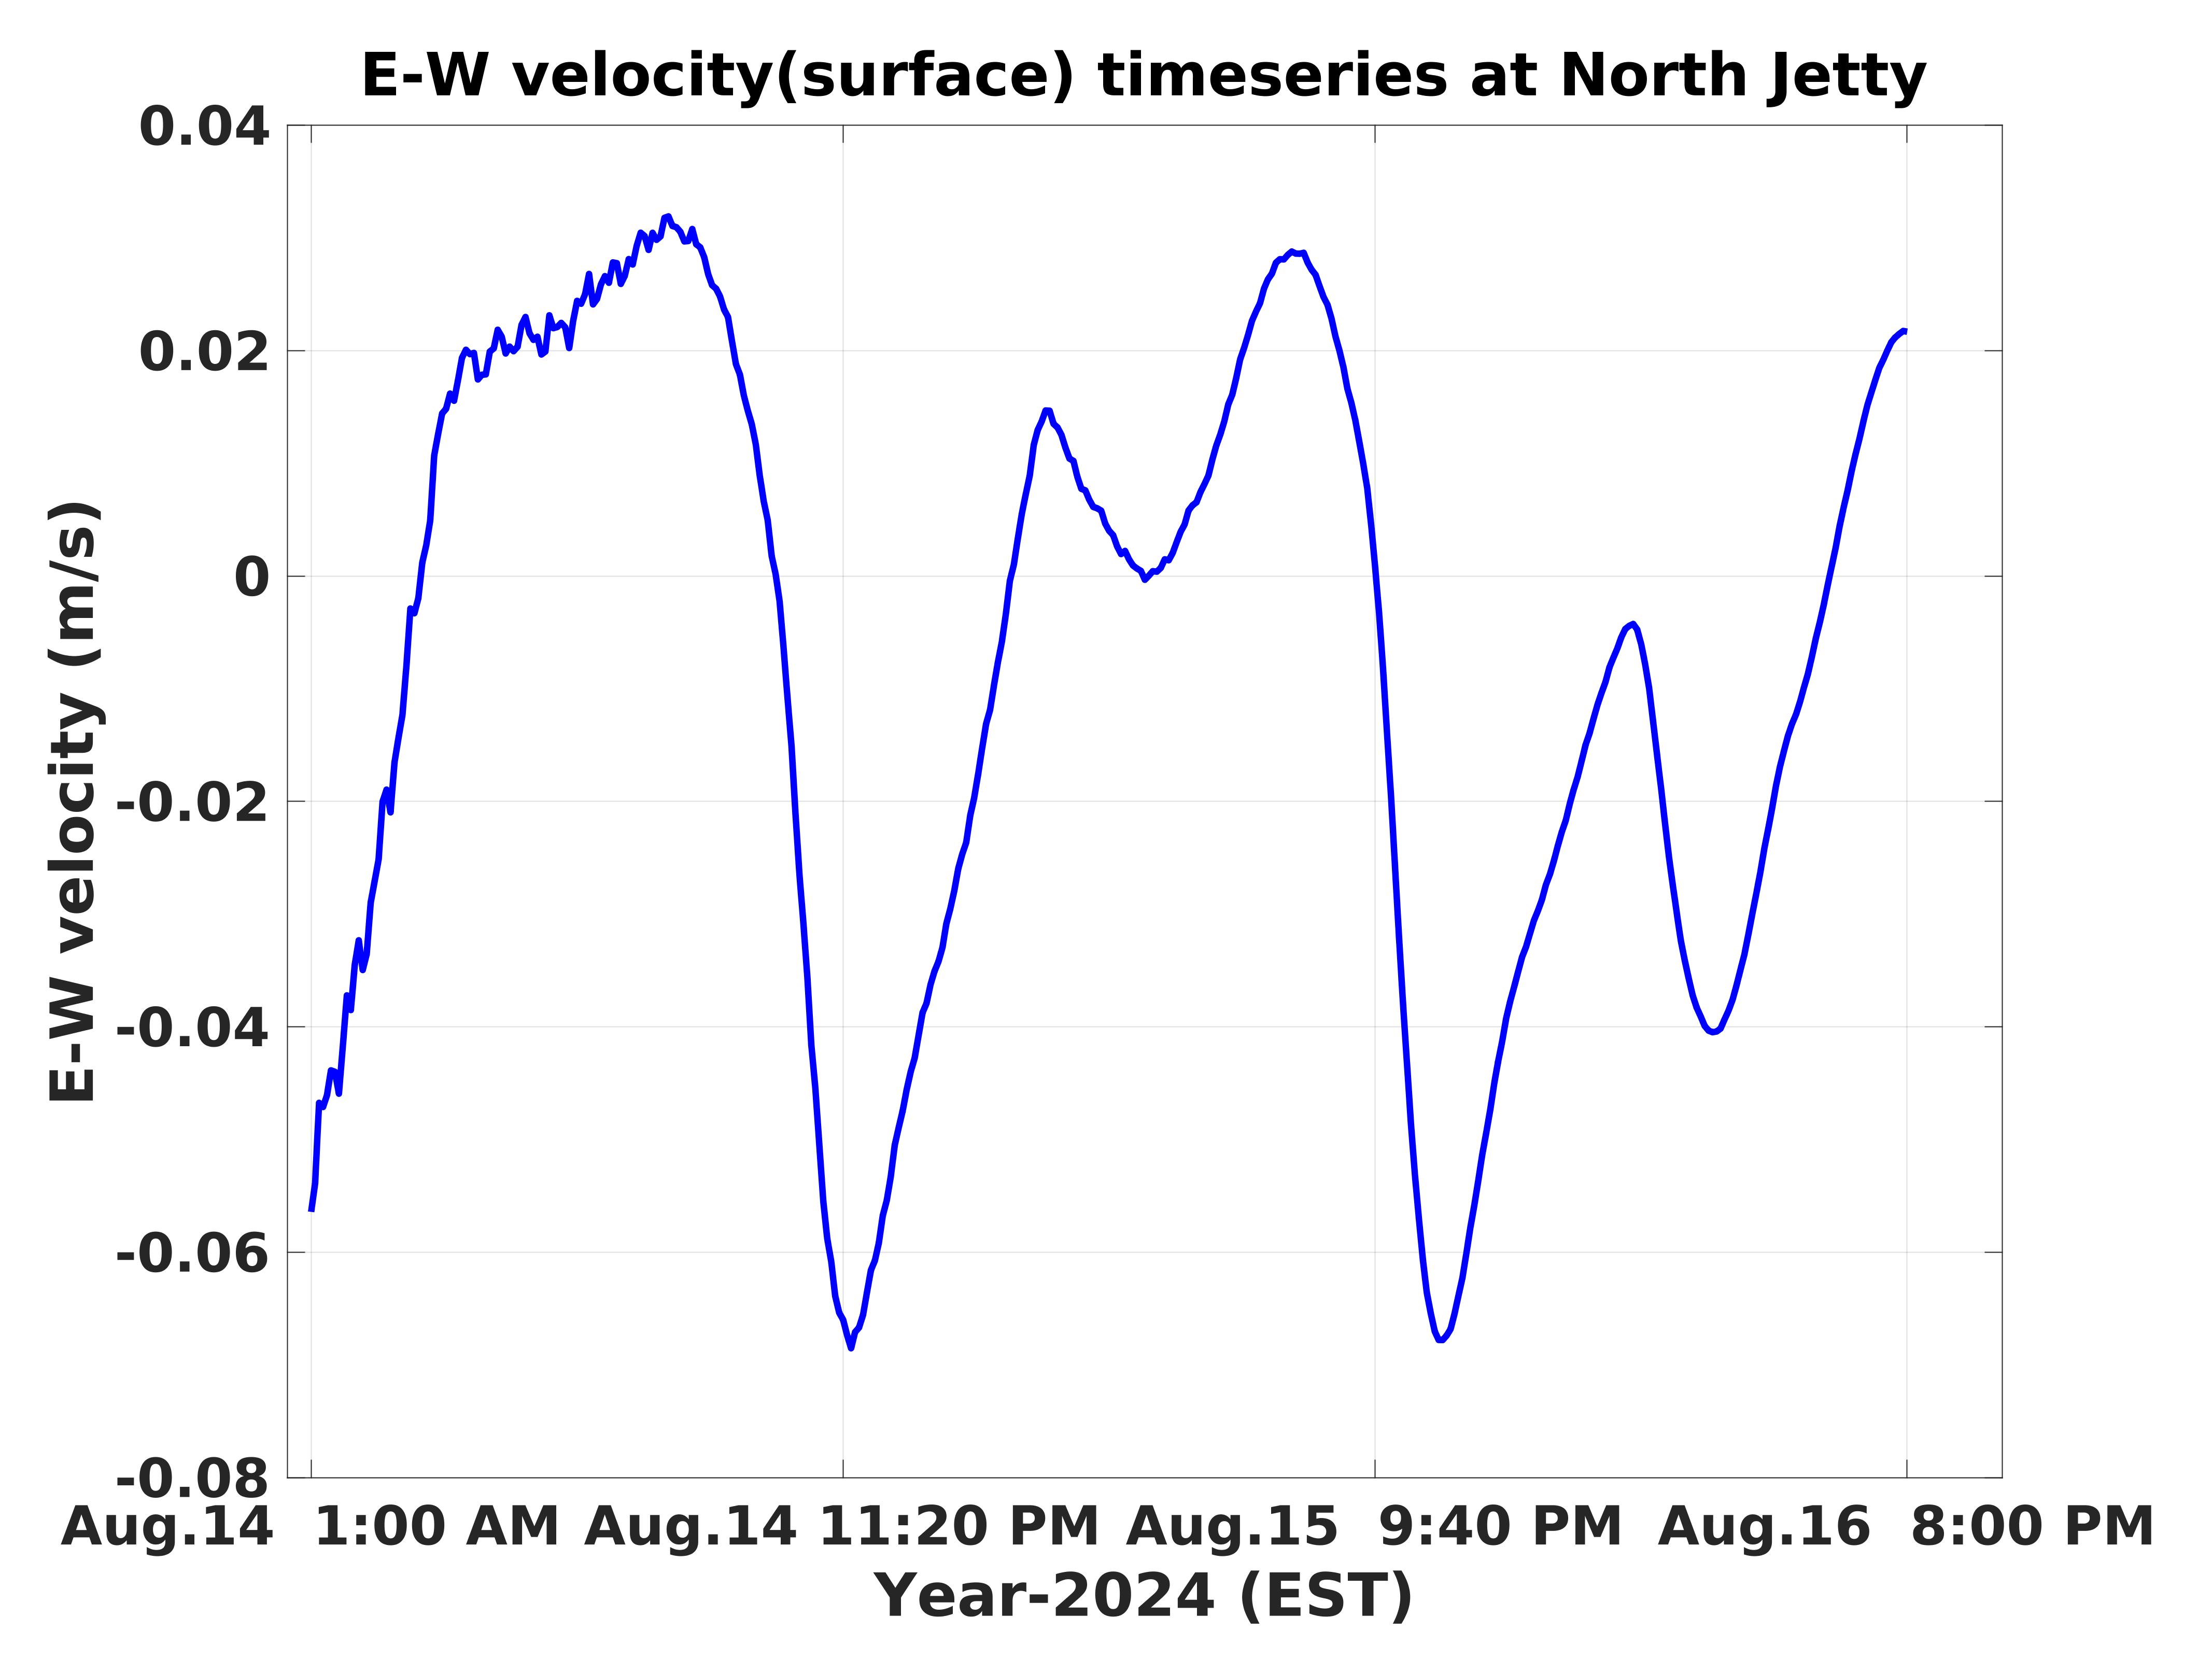 E-W velocity(surface) timeseries at North Jetty
0.04
0.02
0
-0.02
-0.04
-0.06
-0.08
E-W velocity (m/s)
Aug.14  1:00 AM Aug.14 11:20 PM Aug.15  9:40 PM Aug.16  8:00 PM
Year-2024 (EST)